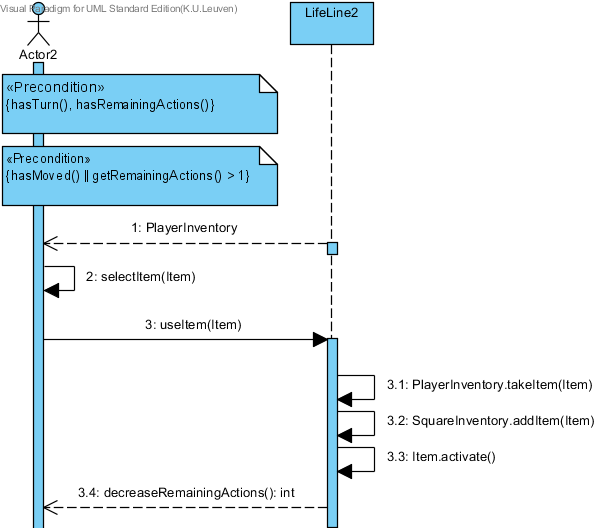 Visual Paradigm for UML Standard Edition(K.U.Leuven)
LifeLine2
Actor2
«Precondition»
{hasTurn(), hasRemainingActions()}
«Precondition»
{hasMoved() || getRemainingActions() > 1}
1: PlayerInventory
2: selectItem(Item)
3: useItem(Item)
3.1: PlayerInventory.takeItem(Item)
3.2: SquareInventory.addItem(Item)
3.3: Item.activate()
3.4: decreaseRemainingActions(): int